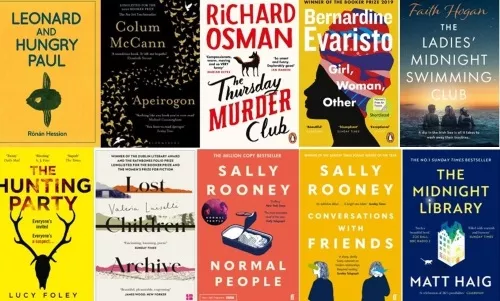 LEONARD
AND
HUNGRY
PAUL
Rónán Hession
Colum
McCann
Apeirogon
RICHARD
OSMAN
The
Thursday
MURDER
Club
WINNER OF THE BOOKER PRIZE 2019
Bernardine
Evaristo
Girl,
Woman,
Other
Faith Hogan
THE
LADIES'
MIDNIGHT
SWIMMING
CLUB
THE
HUNTING
PARTY
Everyone's
invited
Everyone's
a suspect...
LUCY FOLEY
Lost
Valeria Luiselli
Children
Archive
THE MILLION COPY BESTSELLER
SALLY
ROONEY
NORMAL
PEOPLE
SALLY
ROONEY
CONVERSATIONS
WITH
FRIENDS
THE NO.1 SUNDAY TIMES BESTSELLER
THE
MIDNIGHT
LIBRARY
MATT HAIG